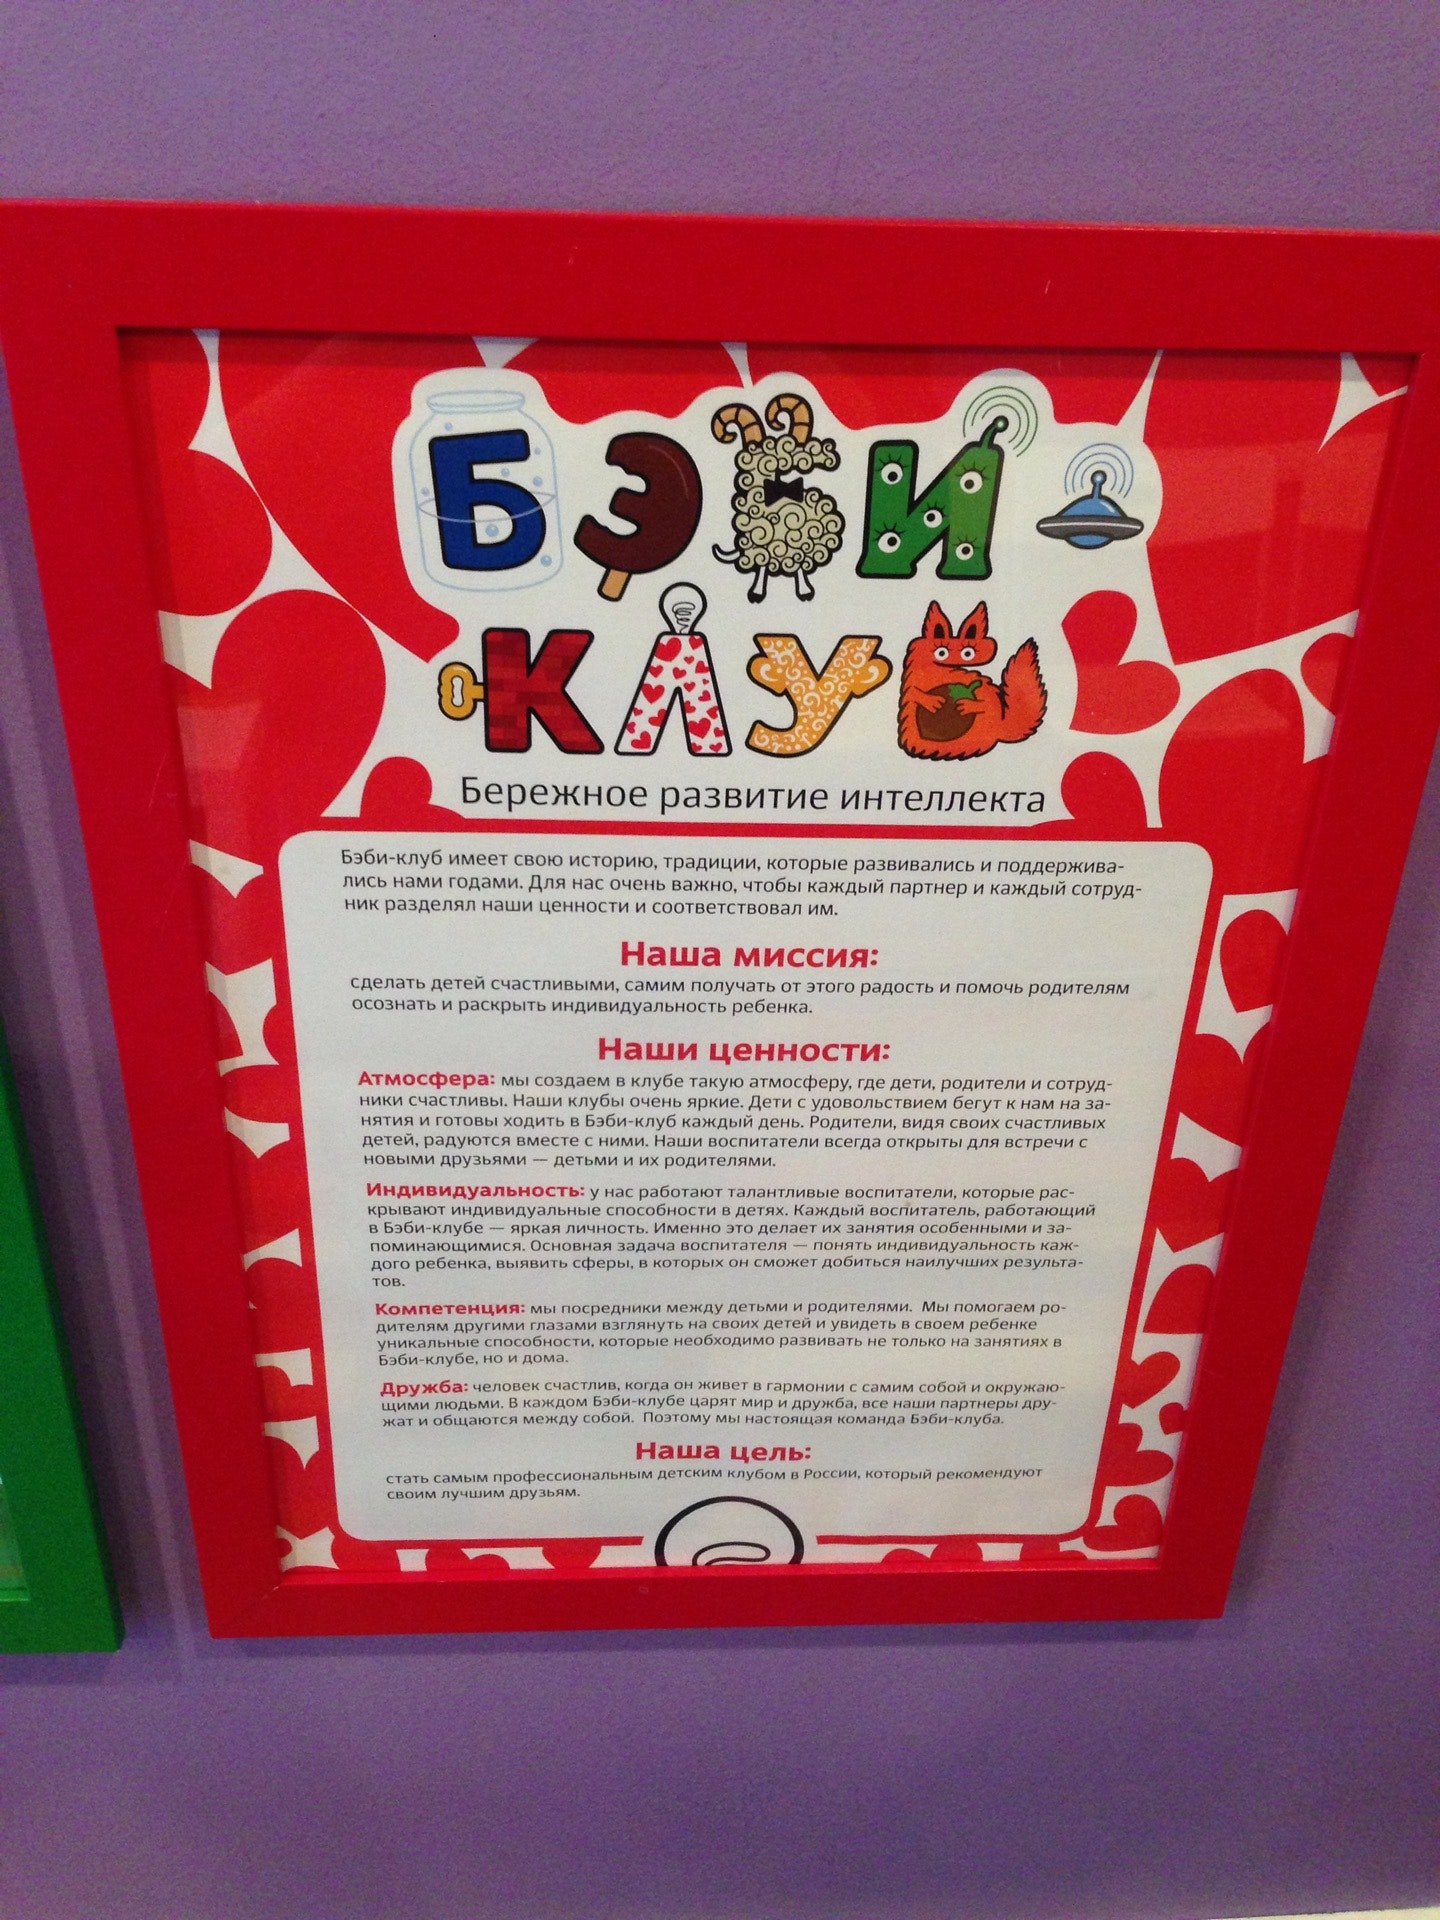 БЭБИ-
КЛУБ
Бережное развитие интеллекта
Бэби-клуб имеет свою историю, традиции, которые развивались и поддержива-
лись нами годами. Для нас очень важно, чтобы каждый партнер и каждый сотруд-
ник разделял наши ценности и соответствовал им.
Наша миссия:
сделать детей счастливыми, самим получать от этого радость и помочь родителям
осознать и раскрыть индивидуальность ребенка.
Наши ценности:
Атмосфера: мы создаем в клубе такую атмосферу, где дети, родители и сотруд-
ники счастливы. Наши клубы очень яркие. Дети с удовольствием бегут к нам на за-
нятия и готовы ходить в Бэби-клуб каждый день. Родители, видя своих счастливых
детей, радуются вместе с ними. Наши воспитатели всегда открыты для встречи с
новыми друзьями — детьми и их родителями.
Индивидуальность: у нас работают талантливые воспитатели, которые рас-
крывают индивидуальные способности в детях. Каждый воспитатель, работающий
в Бэби-клубе — яркая личность. Именно это делает их занятия особенными и за-
поминающимися. Основная задача воспитателя — понять индивидуальность каж-
дого ребенка, выявить сферы, в которых он сможет добиться наилучших результа-
тов.
Компетенция: мы посредники между детьми и родителями. Мы помогаем ро-
дителям другими глазами взглянуть на своих детей и увидеть в своем ребенке
уникальные способности, которые необходимо развивать не только на занятиях в
Бэби-клубе, но и дома.
Дружба: человек счастлив, когда он живет в гармонии с самим собой и окружаю-
щими людьми. В каждом Бэби-клубе царят мир и дружба, все наши партнеры дру-
жат и общаются между собой. Поэтому мы настоящая команда Бэби-клуба.
Наша цель:
стать самым профессиональным детским клубом в России, который рекомендуют
своим лучшим друзьям.